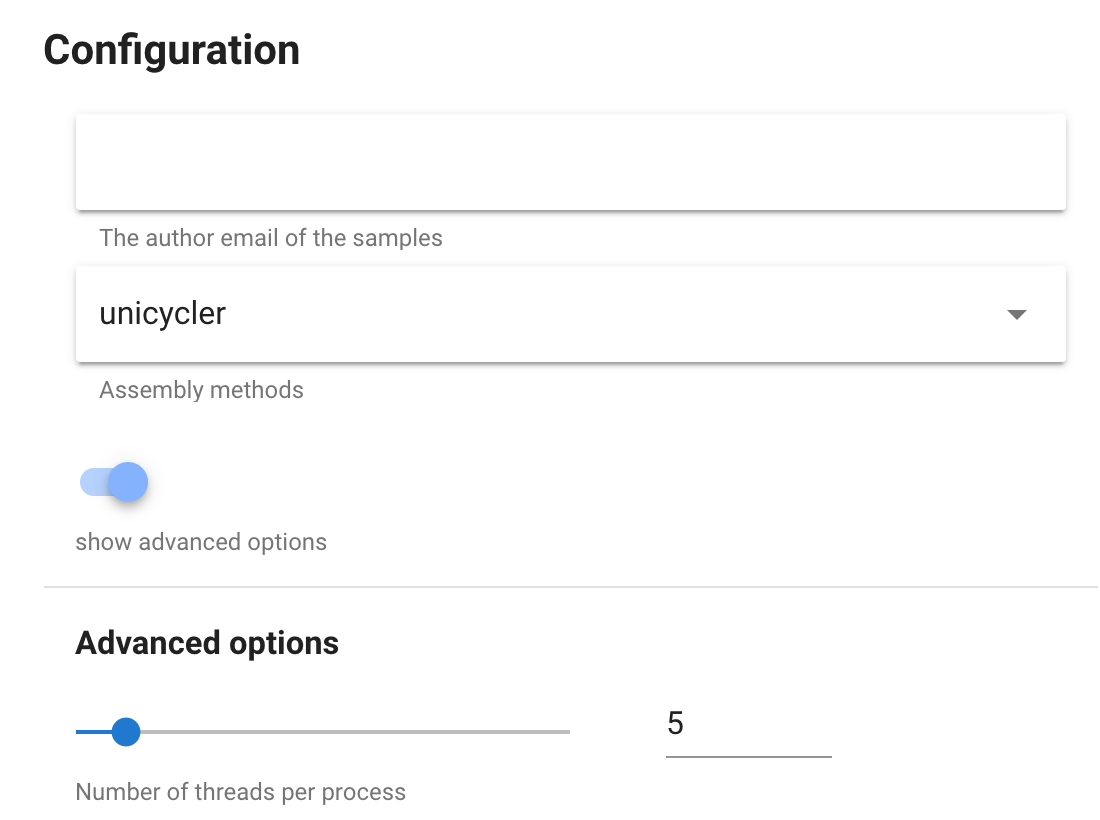 Configuration
The author email of the samples
unicycler
Assembly methods
show advanced options
Advanced options
5
Number of threads per process